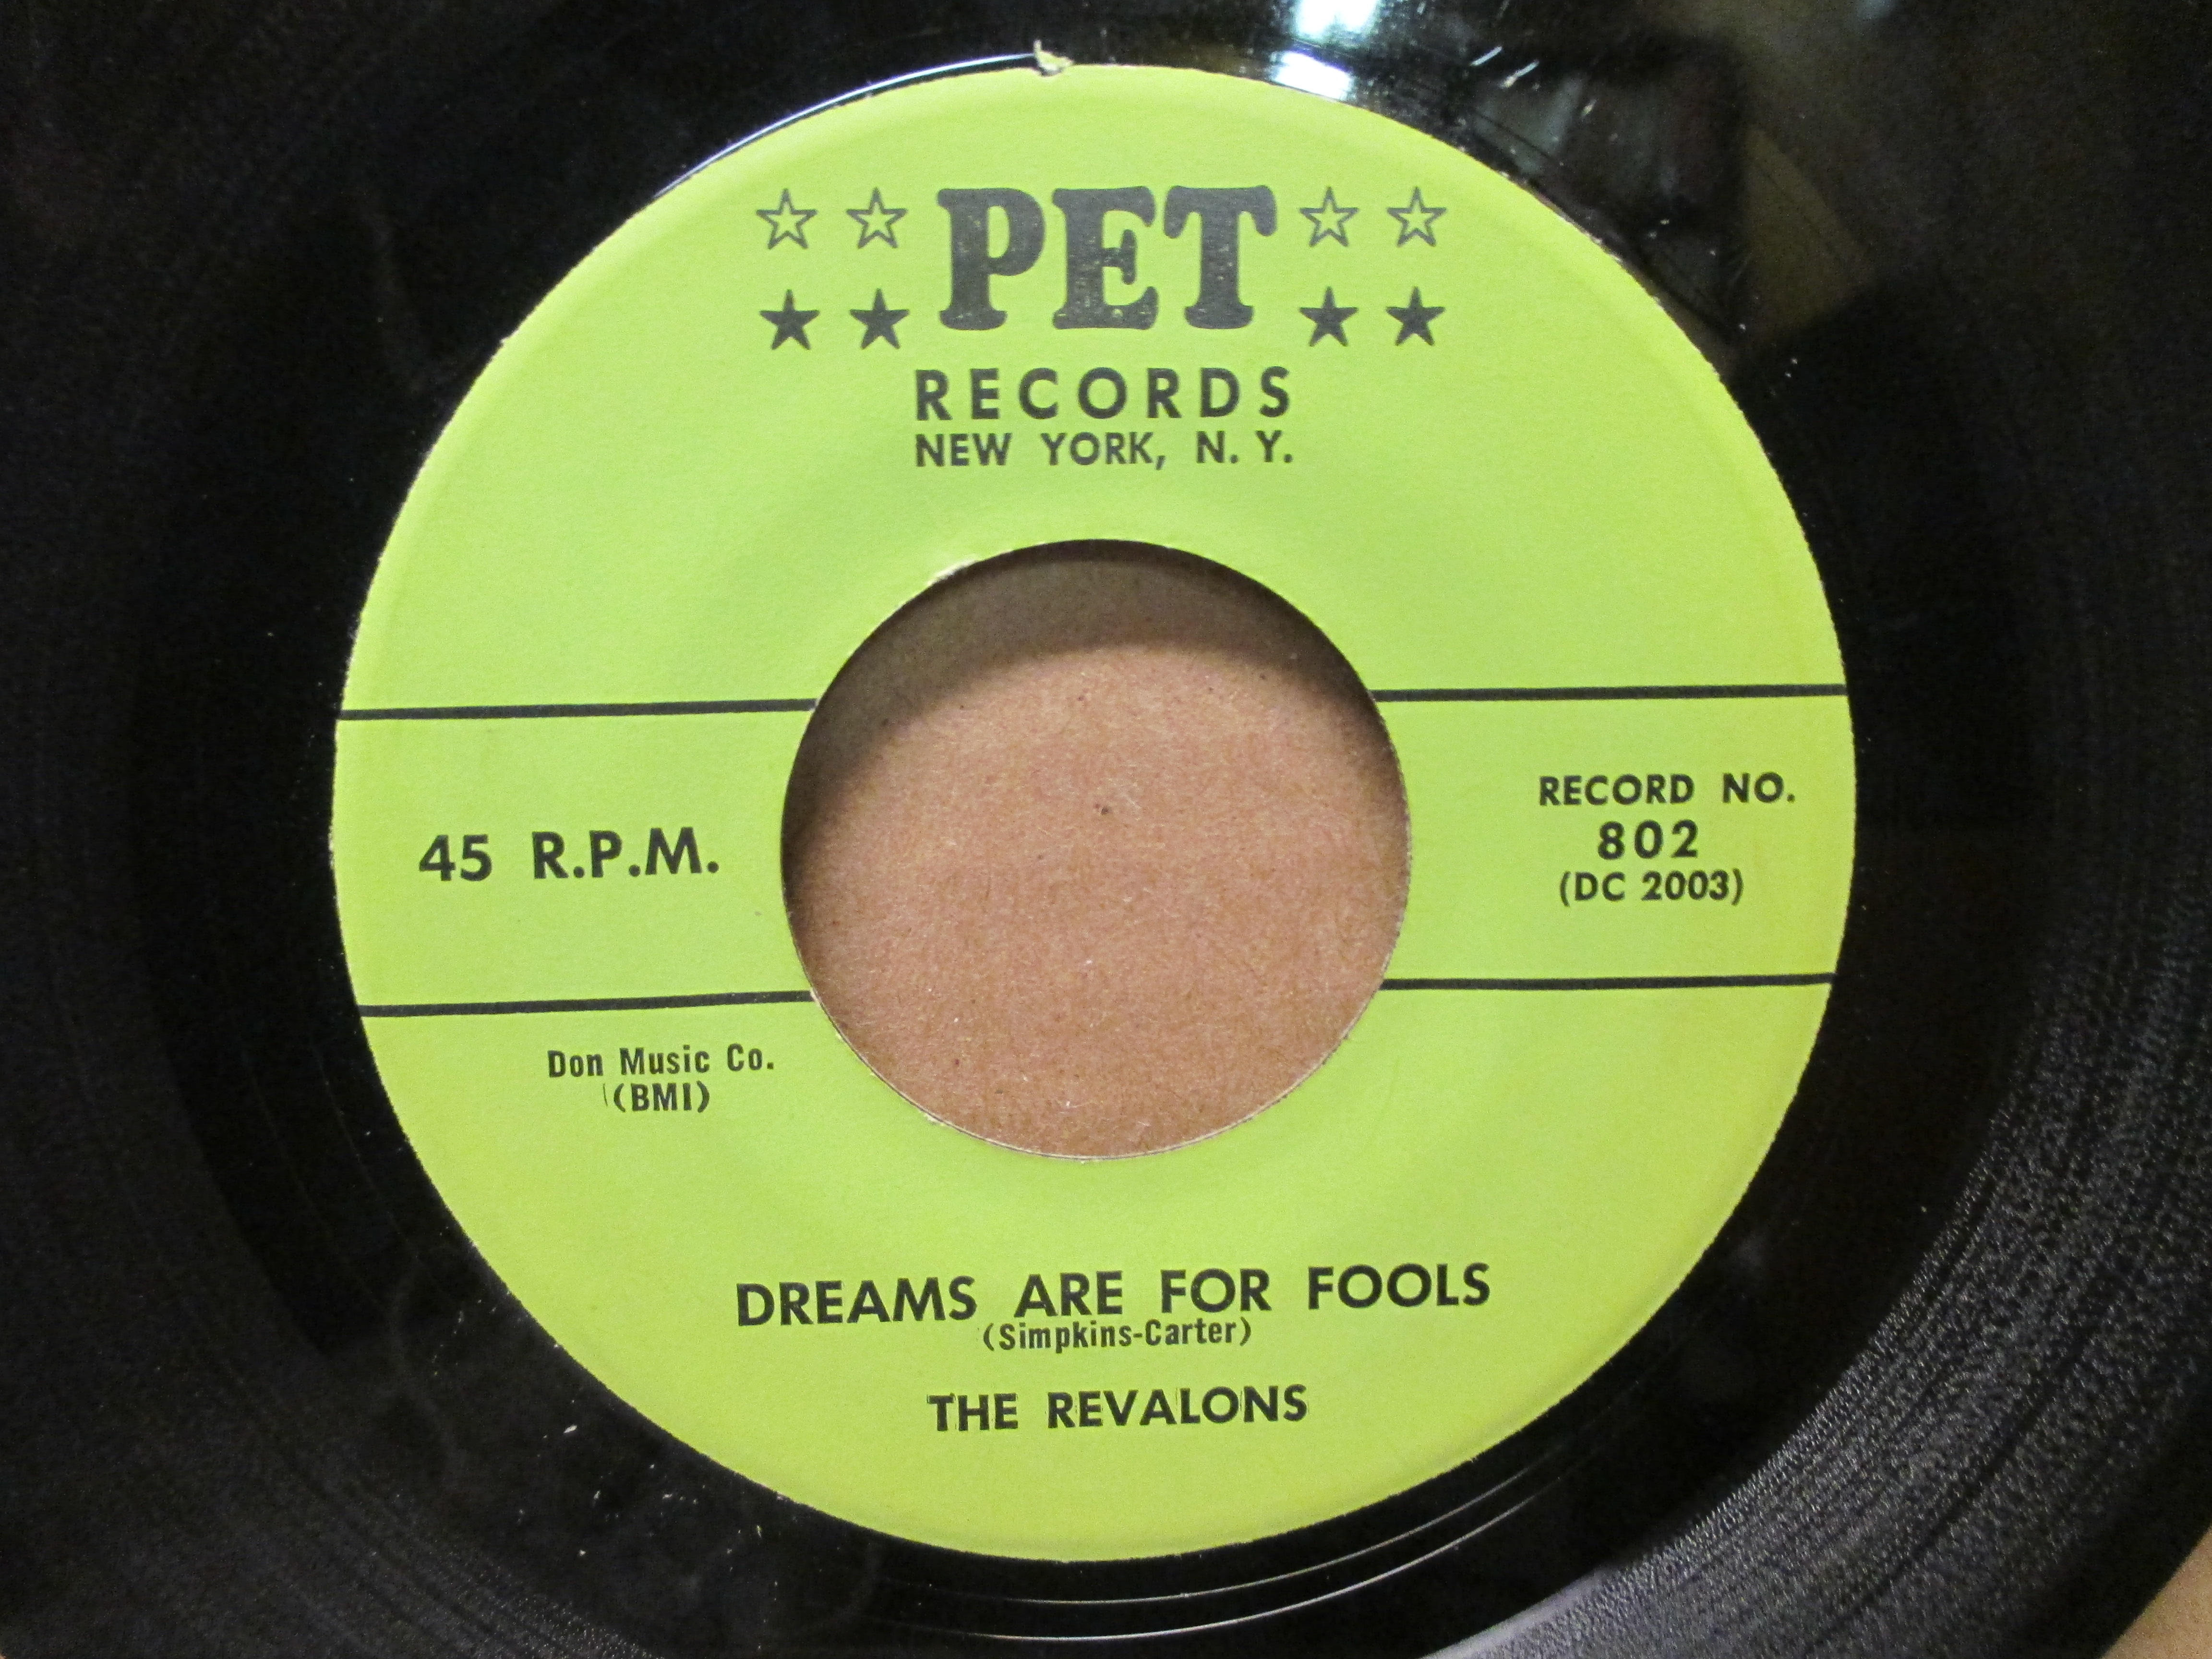 PET
RECORDS
NEW YORK, N. Y.
45 R.P.M.
RECORD NO.
802
(DC 2003)
Don Music Co.
(BMI)
DREAMS ARE FOR FOOLS
(Simpkins-Carter)
THE REVALONS